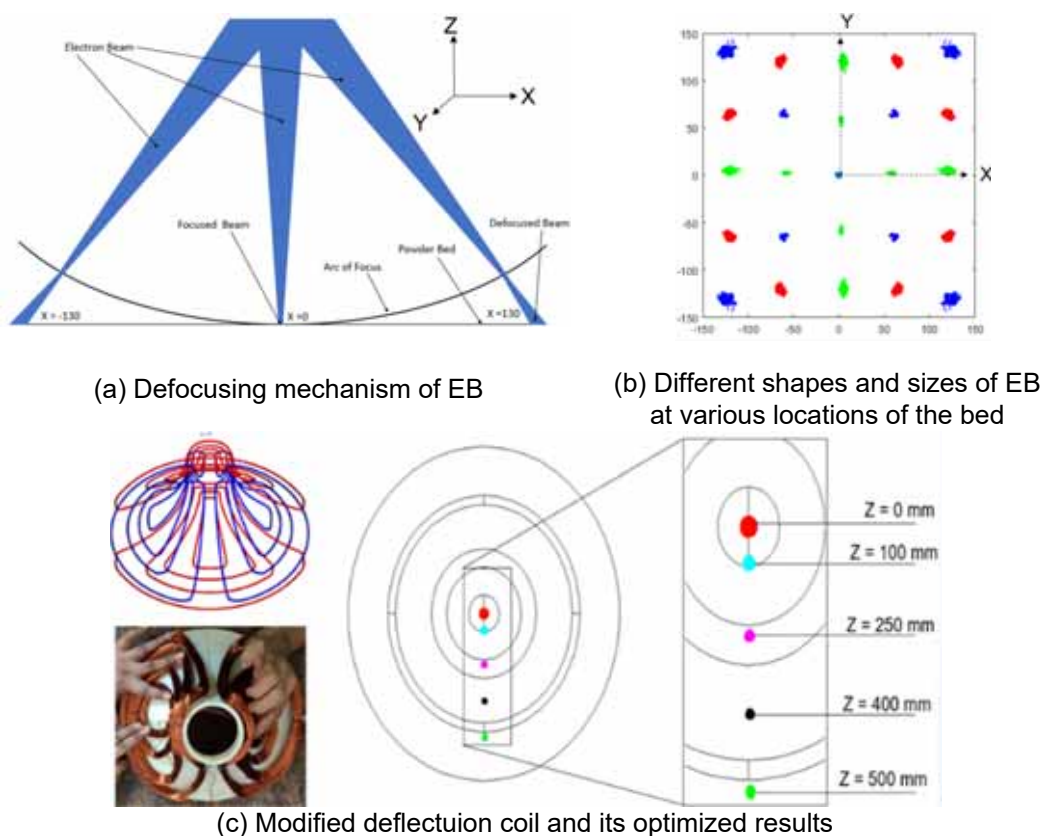 Electron Beam
Z
X
Y
Focused Beam
Defocused Beam
Powder Bed
Arc of Focus
X = -130
X =0
X =130
(a) Defocusing mechanism of EB
Y
150
100
50
0
-50
-100
-150
X
-150
-100
-50
0
50
100
150
(b) Different shapes and sizes of EB
at various locations of the bed
Z = 0 mm
Z = 100 mm
Z = 250 mm
Z = 400 mm
Z = 500 mm
(c) Modified deflectuion coil and its optimized results